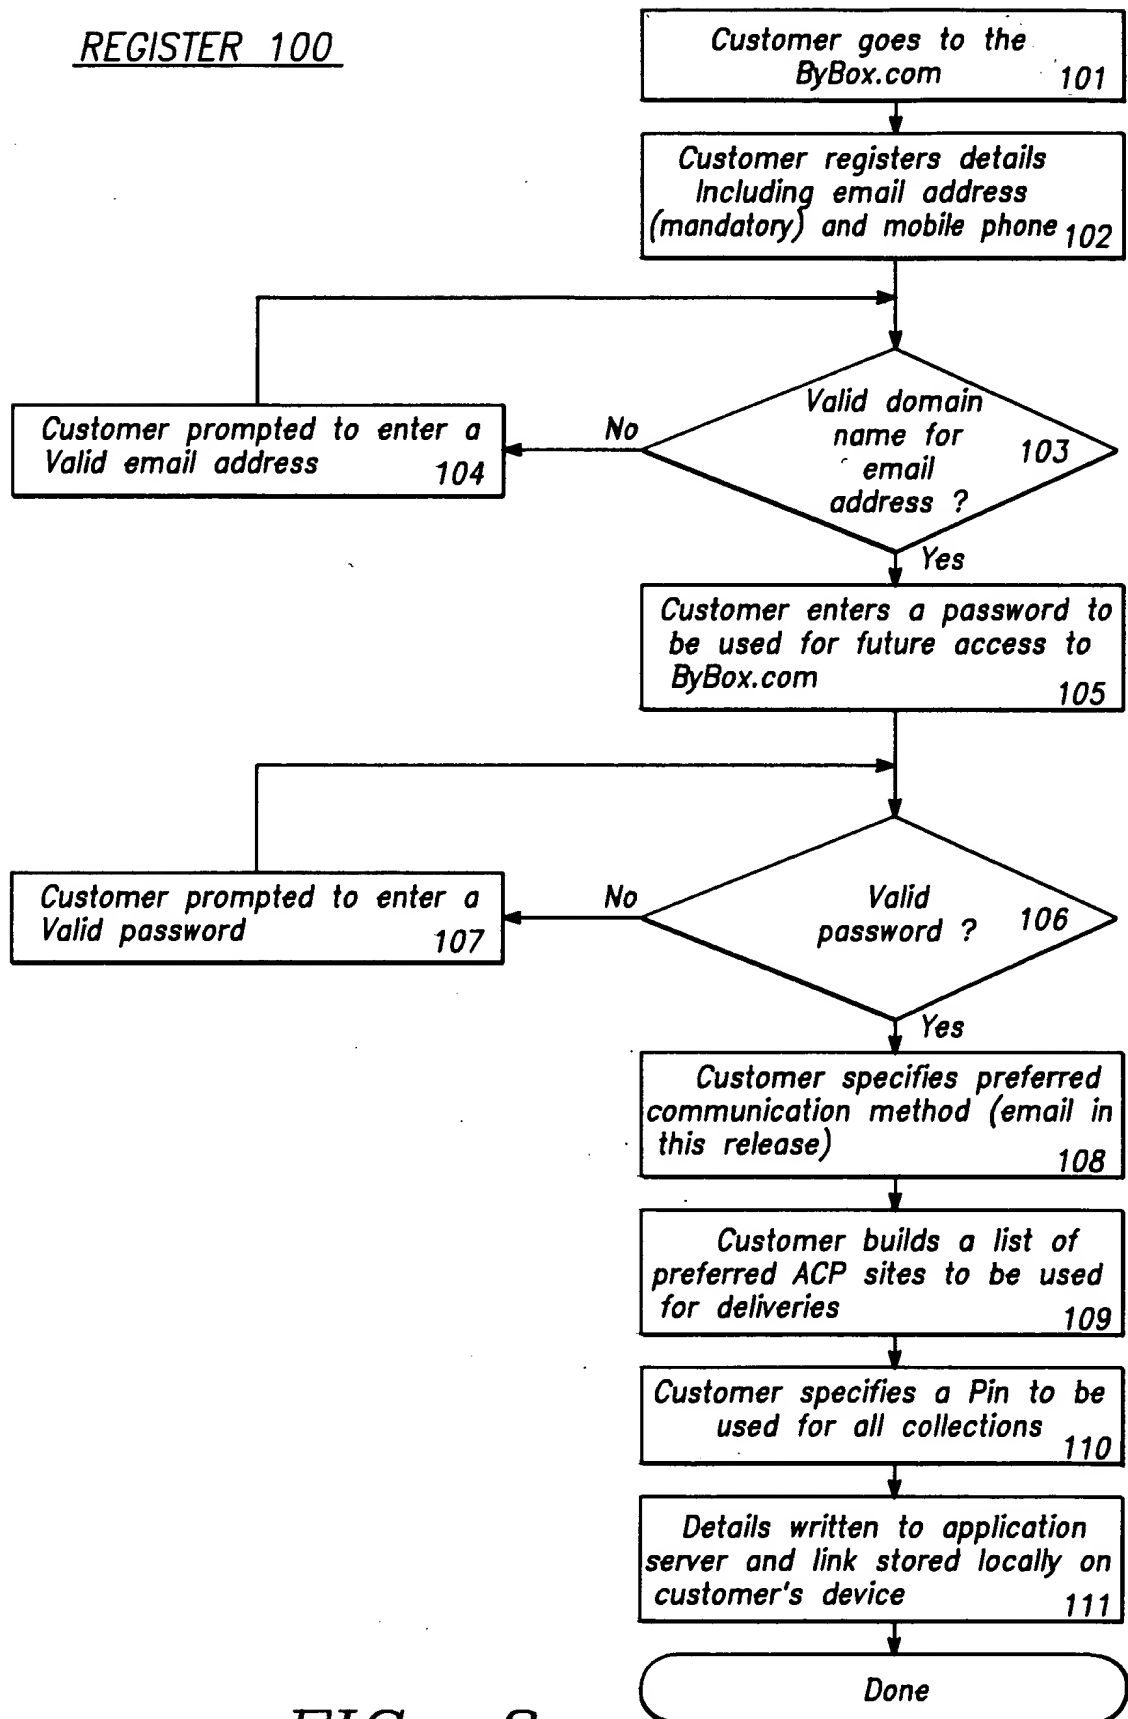 REGISTER 100
Customer goes to the
ByBox.com 101
Customer registers details
Including email address
(mandatory) and mobile phone 102
Valid domain
name for
email
address ?
103
No
Customer prompted to enter a
Valid email address
104
Yes
Customer enters a password to
be used for future access to
ByBox.com
105
Valid
password ?
106
No
Customer prompted to enter a
Valid password
107
Yes
Customer specifies preferred
communication method (email in
this release)
108
Customer builds a list of
preferred ACP sites to be used
for deliveries
109
Customer specifies a Pin to be
used for all collections
110
Details written to application
server and link stored locally on
customer's device
111
Done